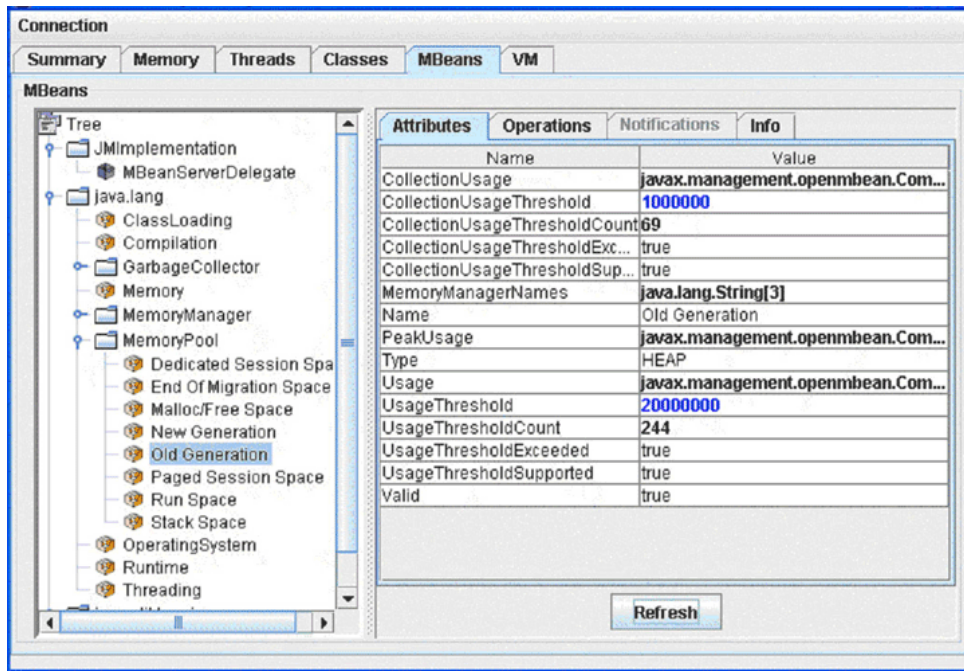 Connection
Summary Memory Threads Classes MBeans VM
MBeans
Tree
JMImplementation
MBeanServerDelegate
java.lang
ClassLoading
Compilation
GarbageCollector
Memory
MemoryManager
MemoryPool
Dedicated Session Spa
End Of Migration Space
Malloc/Free Space
New Generation
Old Generation
Paged Session Space
Run Space
Stack Space
OperatingSystem
Runtime
Threading
Attributes Operations Notifications Info
Name Value
CollectionUsage javax.management.openmbean.Com...
CollectionUsageThreshold 1000000
CollectionUsageThresholdCount 69
CollectionUsageThresholdExc... true
CollectionUsageThresholdSup... true
MemoryManagerNames java.lang.String[3]
Name Old Generation
PeakUsage javax.management.openmbean.Com...
Type HEAP
Usage javax.management.openmbean.Com...
UsageThreshold 20000000
UsageThresholdCount 244
UsageThresholdExceeded true
UsageThresholdSupported true
Valid true
Refresh